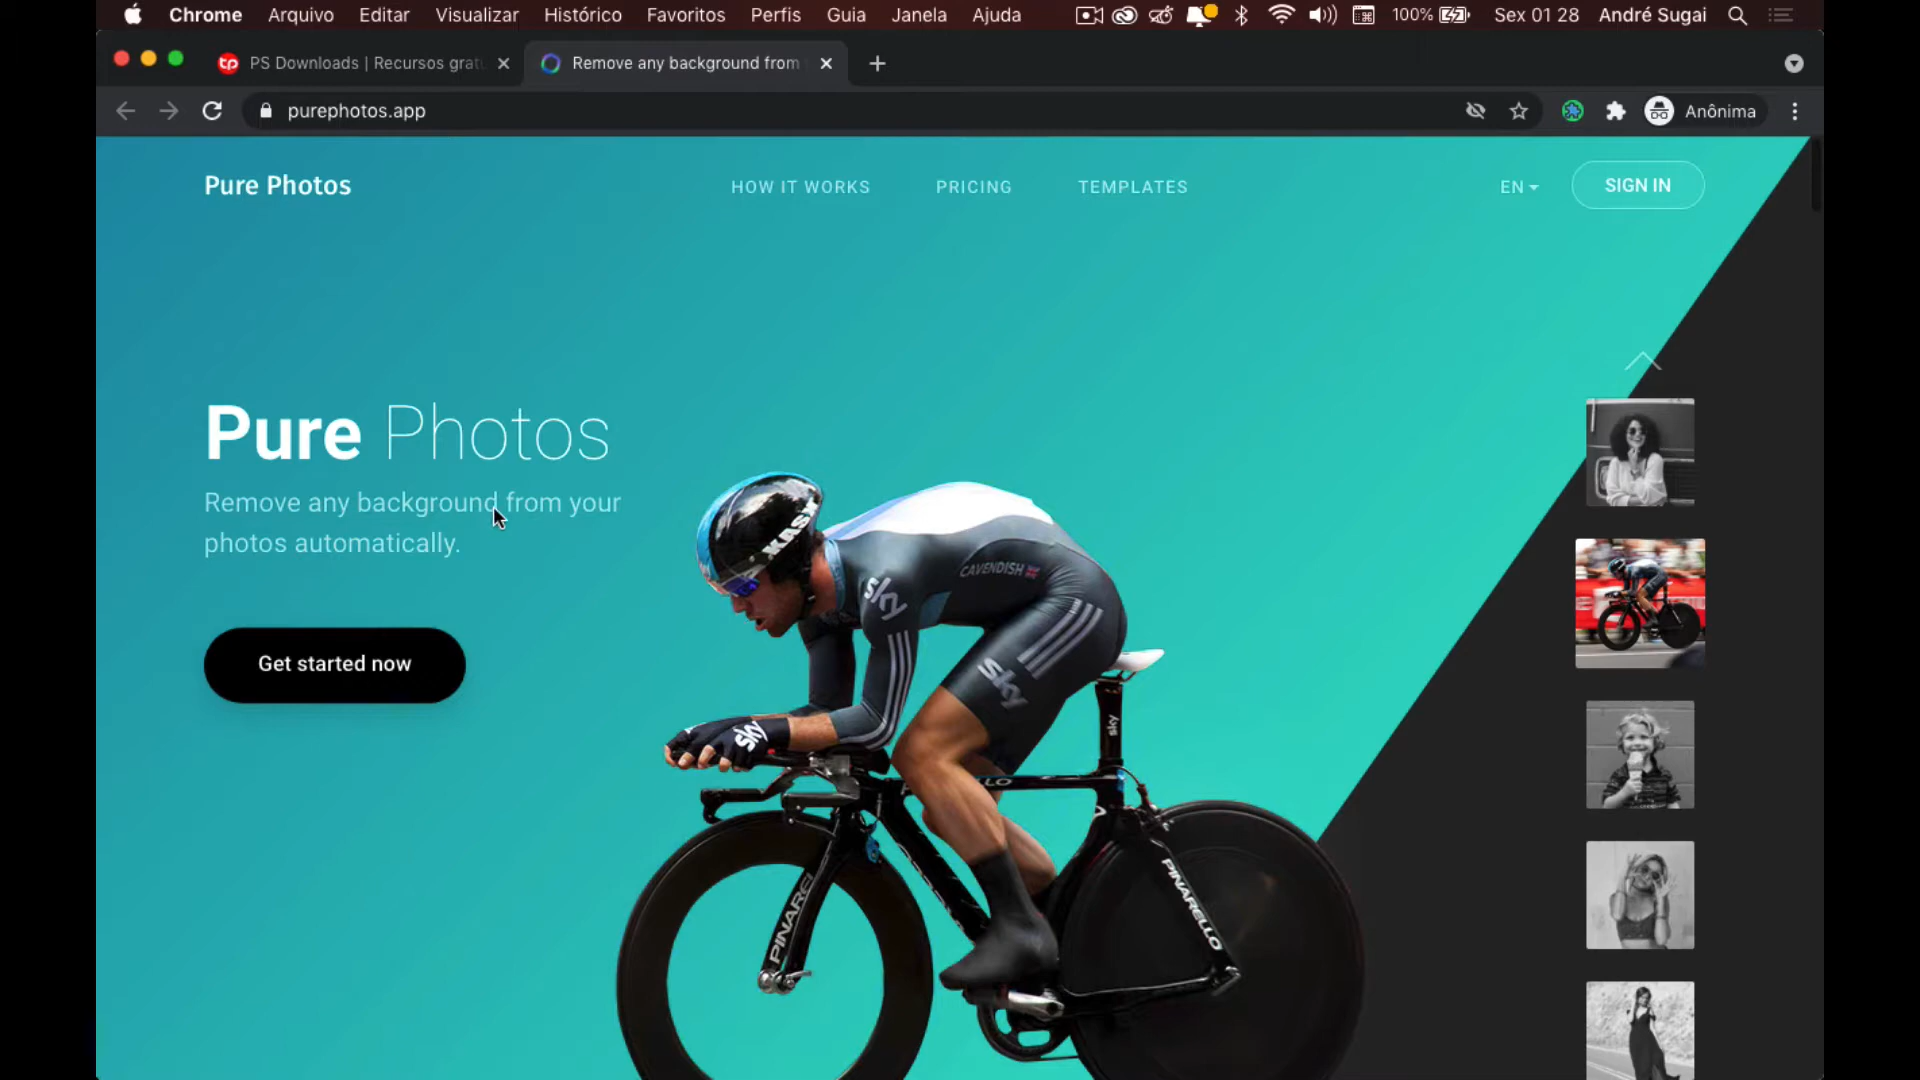 Chrome Arquivo Editar Visualizar Histórico Favoritos Perfis Guia Janela Ajuda 100% Sex 01 28 André Sugai
tp PS Downloads | Recursos gratu Remove any background from
purephotos.app Anônima
Pure Photos HOW IT WORKS PRICING TEMPLATES EN SIGN IN
Pure Photos
Remove any background from your
photos automatically.
Get started now
KASK
CAVENDISH
sky
sky
SKY
sky
PINARELLO